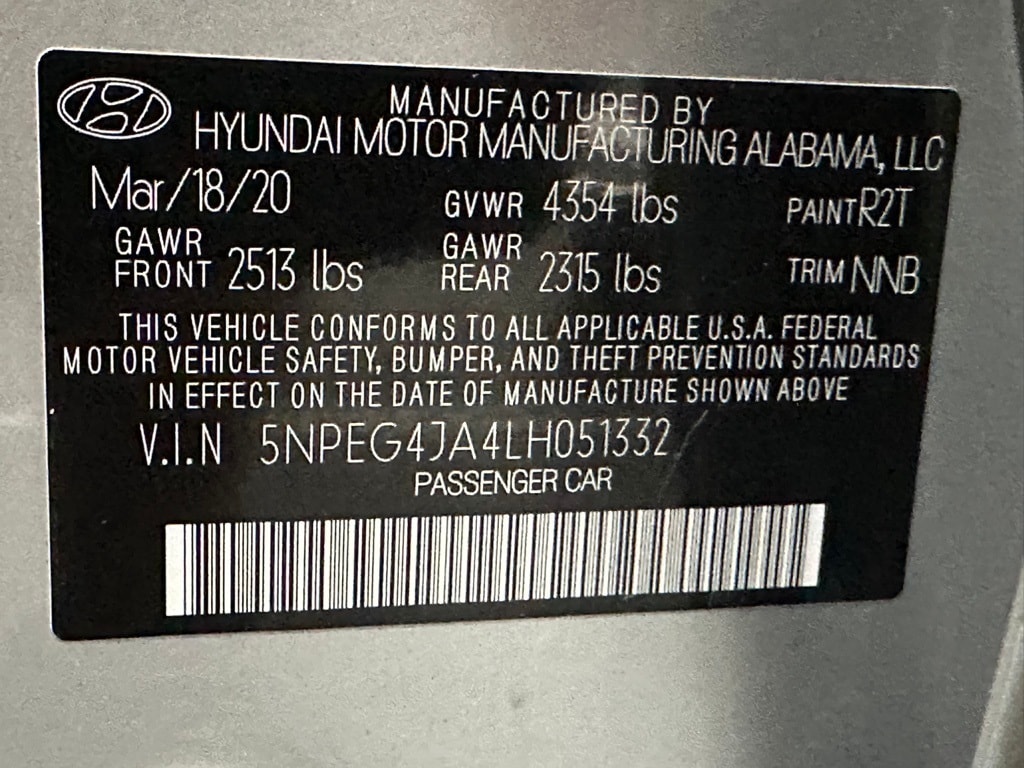 MANUFACTURED BY
HYUNDAI MOTOR MANUFACTURING ALABAMA, LLC
Mar/18/20 GVWR 4354 lbs PAINT R2T
GAWR FRONT 2513 lbs GAWR REAR 2315 lbs TRIM NNB
THIS VEHICLE CONFORMS TO ALL APPLICABLE U.S.A. FEDERAL
MOTOR VEHICLE SAFETY, BUMPER, AND THEFT PREVENTION STANDARDS
IN EFFECT ON THE DATE OF MANUFACTURE SHOWN ABOVE
V.I.N 5NPEG4JA4LH051332
PASSENGER CAR